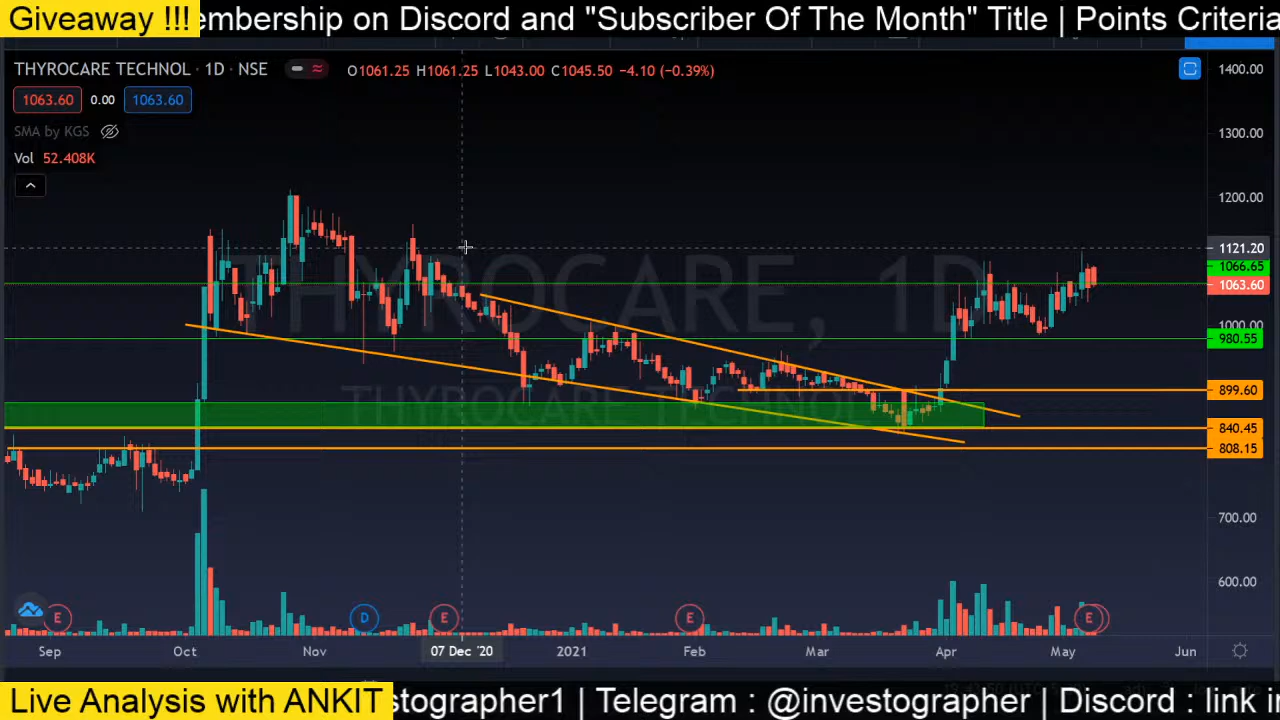 Giveaway !!! embership on Discord and "Subscriber Of The Month" Title | Points Criteria
THYROCARE TECHNOL · 1D · NSE O1061.25 H1061.25 L1043.00 C1045.50 −4.10 (−0.39%)
1063.60 0.00 1063.60
SMA by KGS
Vol 52.408K
1400.00
1300.00
1200.00
1121.20
1066.65
1063.60
1000.00
980.55
899.60
840.45
808.15
700.00
600.00
THYROCARE, 1D
THYROCARE TECHNO
E D E E E
Sep Oct Nov 07 Dec '20 2021 Feb Mar Apr May Jun
Live Analysis with ANKIT stographer1 | Telegram : @investographer | Discord : link i